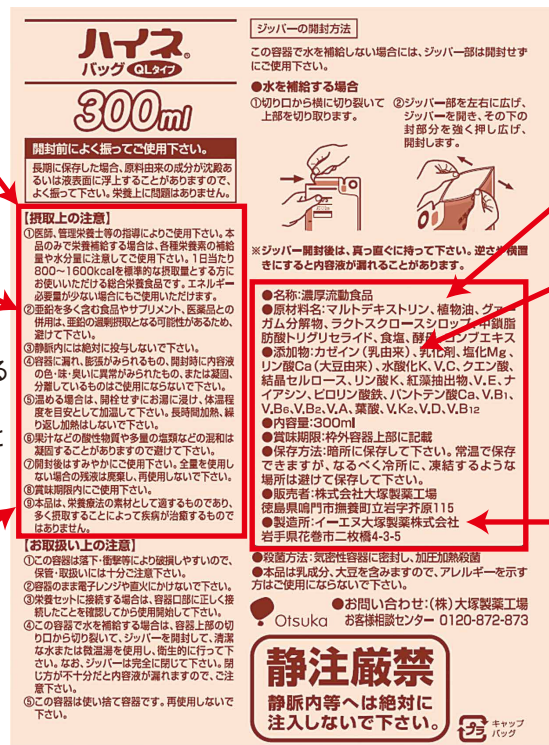 ハイネ®
バッグ QLタイプ
300ml
開封前によく振ってご使用下さい。
長期に保存した場合、原料由来の成分が沈殿あ
るいは液表面に浮上することがありますので、
よく振って下さい。栄養上に問題はありません。
【摂取上の注意】
①医師、管理栄養士等の指導によりご使用下さい。本
品のみで栄養補給する場合は、各種栄養素の補給
量や水分量に注意してご使用下さい。1日当たり
800〜1600kcalを標準的な摂取量とする方に
お使いいただける総合栄養食品です。エネルギー
必要量が少ない場合にもご使用いただけます。
②亜鉛を多く含む食品やサプリメント、医薬品との
併用は、亜鉛の過剰摂取となる可能性があるため、
避けて下さい。
③静脈内には絶対に投与しないで下さい。
④容器に漏れ、膨張がみられるもの、開封時に内容液
の色・味・臭いに異常がみられたもの、または凝固、
分離しているものはご使用にならないで下さい。
⑤温める場合は、開栓せずにお湯に浸け、体温程
度を目安として加温して下さい。長時間加熱、繰
り返し加熱はしないで下さい。
⑥果汁などの酸性物質や多量の塩類などの混和は
凝固することがありますので避けて下さい。
⑦開封後はすみやかにご使用下さい。全量を使用し
ない場合の残液は廃棄し、再使用しないで下さい。
⑧賞味期限内にご使用下さい。
⑨本品は、栄養療法の素材として適するものであり、
多く摂取することによって疾病が治癒するもので
はありません。
【お取扱い上の注意】
①この容器は落下・衝撃等により破損しやすいので、
保管・取扱いには十分ご注意下さい。
②容器のまま電子レンジや直火にかけないで下さい。
③栄養セットに接続する場合は、容器口部に正しく接
続したことを確認してから使用開始して下さい。
④この容器で水を補給する場合は、容器上部の切
り口から切り裂いて、ジッパーを開封して、清潔
な水または微温湯を使用し、衛生的に行って下
さい。なお、ジッパーは完全に閉じて下さい。閉
じ方が不十分だと内容液が漏れますので、ご注
意下さい。
⑤この容器は使い捨て容器です。再使用しないで
下さい。
ジッパーの開封方法
この容器で水を補給しない場合には、ジッパー部は開封せず
にご使用下さい。
●水を補給する場合
①切り口から横に切り裂いて
上部を切り取ります。
②ジッパー部を左右に広げ、
ジッパーを開き、その下の
封部分を強く押し広げ、
開封します。
※ジッパー開封後は、真っ直ぐに持って下さい。逆さや横置
きにすると内容液が漏れることがあります。
●名称:濃厚流動食品
●原材料名:マルトデキストリン、植物油、グァー
ガム分解物、ラクトスクロースシロップ、中鎖脂
肪酸トリグリセライド、食塩、酵母、コンブエキス
●添加物:カゼイン(乳由来)、乳化剤、塩化Mg、
リン酸Ca(大豆由来)、水酸化K、V.C、クエン酸、
結晶セルロース、リン酸K、紅藻抽出物、V.E、ナ
イアシン、ピロリン酸鉄、パントテン酸Ca、V.B1、
V.B6、V.B2、V.A、葉酸、V.K2、V.D、V.B12
●内容量:300ml
●賞味期限:枠外容器上部に記載
●保存方法:暗所に保存して下さい。常温で保存
できますが、なるべく冷所に、凍結するような
場所は避けて保存して下さい。
●販売者:株式会社大塚製薬工場
徳島県鳴門市撫養町立岩字芥原115
●製造所:イーエヌ大塚製薬株式会社
岩手県花巻市二枚橋4-3-5
●殺菌方法:気密性容器に密封し、加圧加熱殺菌
●本品は乳成分、大豆を含みますので、アレルギーを示す
方はご使用にならないで下さい。
Otsuka
●お問い合わせ:(株)大塚製薬工場
お客様相談センター 0120-872-873
静注厳禁
静脈内等へは絶対に
注入しないで下さい。
プラ
キャップ
バッグ
る
と